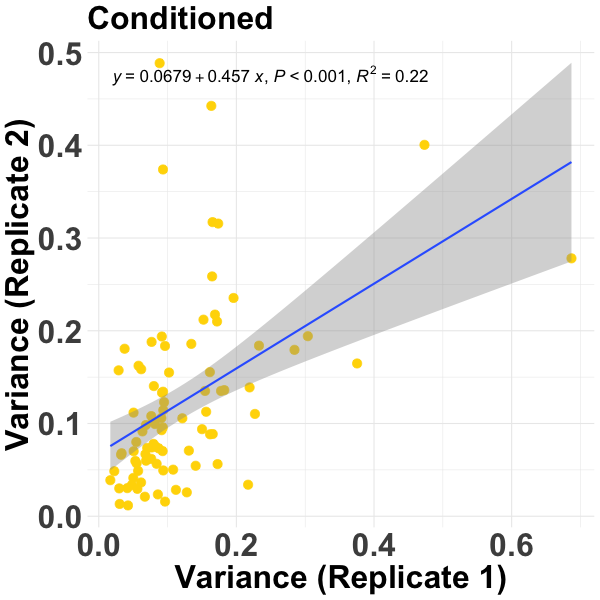 Conditioned
y = 0.0679 + 0.457 x, P < 0.001, R² = 0.22
Variance (Replicate 2)
0.5
0.4
0.3
0.2
0.1
0.0
0.0 0.2 0.4 0.6
Variance (Replicate 1)